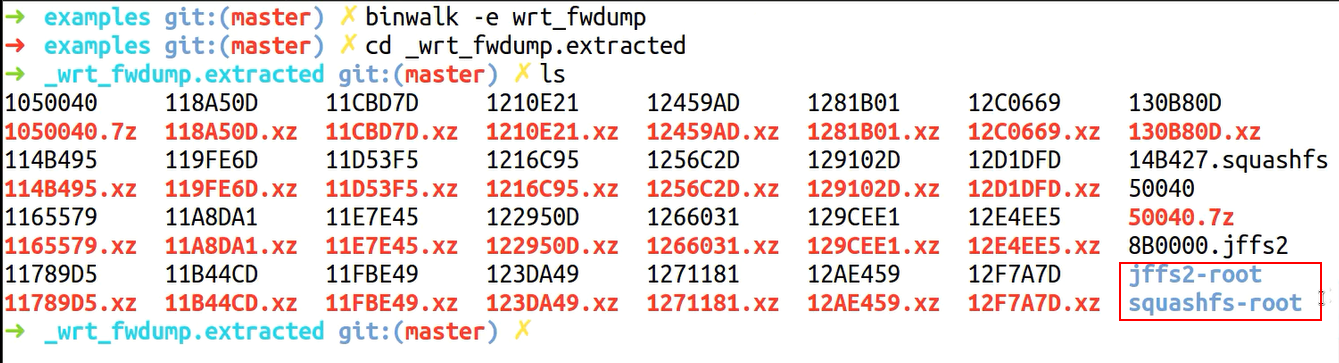 ➜ examples git:(master) ✗ binwalk -e wrt_fwdump
➜ examples git:(master) ✗ cd _wrt_fwdump.extracted
➜ _wrt_fwdump.extracted git:(master) ✗ ls
1050040 118A50D 11CBD7D 1210E21 12459AD 1281B01 12C0669 130B80D
1050040.7z 118A50D.xz 11CBD7D.xz 1210E21.xz 12459AD.xz 1281B01.xz 12C0669.xz 130B80D.xz
114B495 119FE6D 11D53F5 1216C95 1256C2D 129102D 12D1DFD 14B427.squashfs
114B495.xz 119FE6D.xz 11D53F5.xz 1216C95.xz 1256C2D.xz 129102D.xz 12D1DFD.xz 50040
1165579 11A8DA1 11E7E45 122950D 1266031 129CEE1 12E4EE5 50040.7z
1165579.xz 11A8DA1.xz 11E7E45.xz 122950D.xz 1266031.xz 129CEE1.xz 12E4EE5.xz 8B0000.jffs2
11789D5 11B44CD 11FBE49 123DA49 1271181 12AE459 12F7A7D jffs2-root
11789D5.xz 11B44CD.xz 11FBE49.xz 123DA49.xz 1271181.xz 12AE459.xz 12F7A7D.xz squashfs-root
➜ _wrt_fwdump.extracted git:(master) ✗